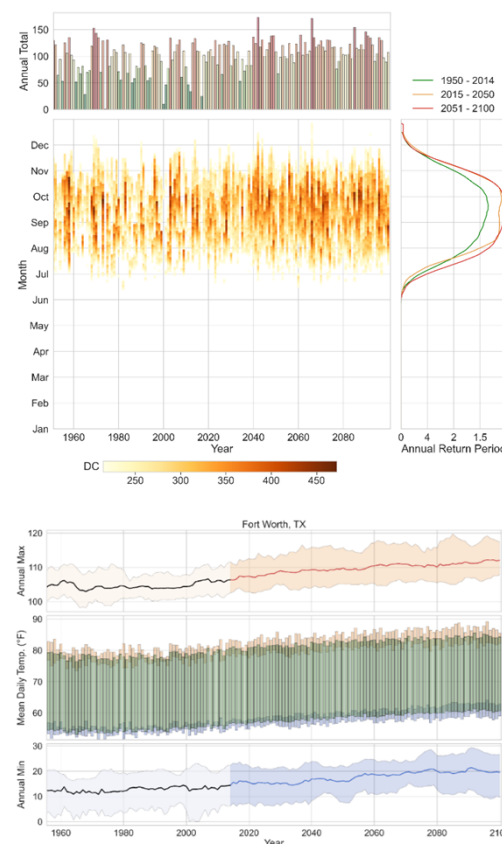 Annual Total
150
100
50
0
1950 - 2014
2015 - 2050
2051 - 2100
Month
Dec
Nov
Oct
Sep
Aug
Jul
Jun
May
Apr
Mar
Feb
Jan
1960 1980 2000 2020 2040 2060 2080
Year
0 4 2 1.5
Annual Return Period
DC
250 300 350 400 450
Fort Worth, TX
Annual Max
120
110
100
Mean Daily Temp. (°F)
90
80
70
60
Annual Min
30
20
10
0
1960 1980 2000 2020 2040 2060 2080 210
Year